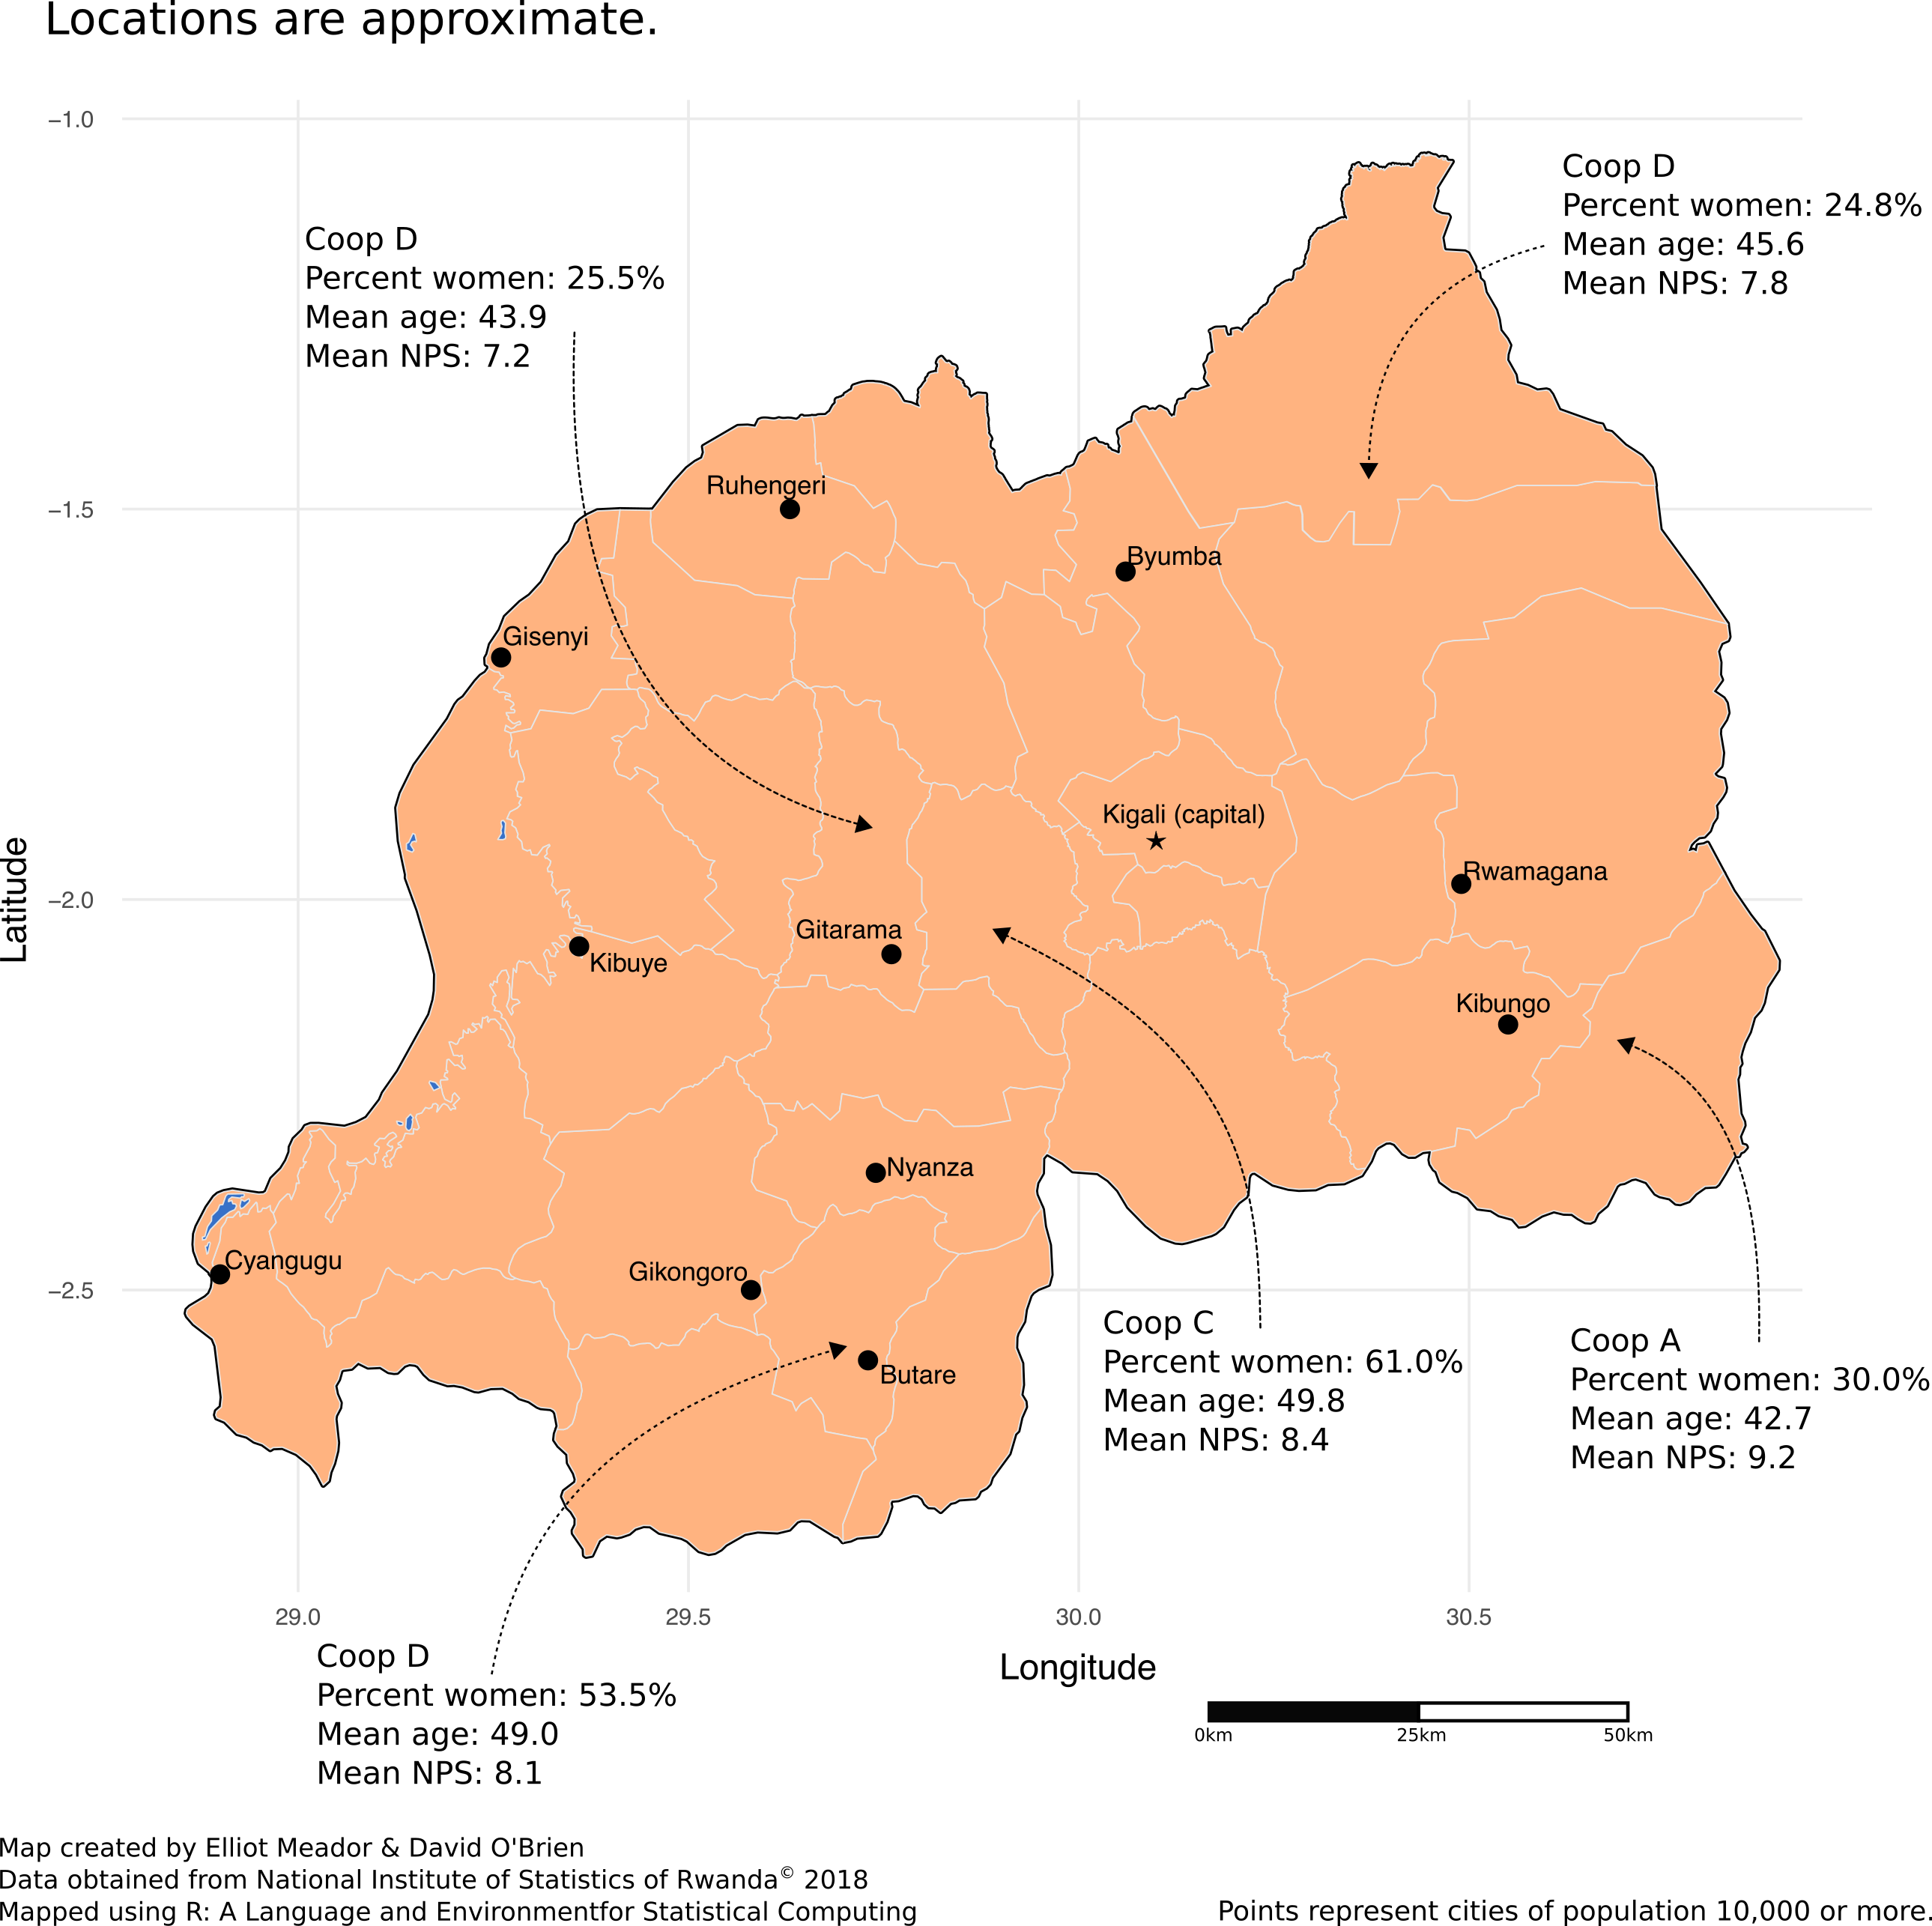 Locations are approximate.
−1.0
−1.5
−2.0
−2.5
Latitude
Coop D
Percent women: 25.5%
Mean age: 43.9
Mean NPS: 7.2
Coop D
Percent women: 24.8%
Mean age: 45.6
Mean NPS: 7.8
Ruhengeri
Byumba
Gisenyi
Kigali (capital)
Rwamagana
Gitarama
Kibuye
Kibungo
Nyanza
Cyangugu
Gikongoro
Butare
Coop C
Percent women: 61.0%
Mean age: 49.8
Mean NPS: 8.4
Coop A
Percent women: 30.0%
Mean age: 42.7
Mean NPS: 9.2
29.0
29.5
30.0
30.5
Longitude
Coop D
Percent women: 53.5%
Mean age: 49.0
Mean NPS: 8.1
0km 25km 50km
Map created by Elliot Meador & David O'Brien
Data obtained from National Institute of Statistics of Rwanda© 2018
Mapped using R: A Language and Environmentfor Statistical Computing
Points represent cities of population 10,000 or more.